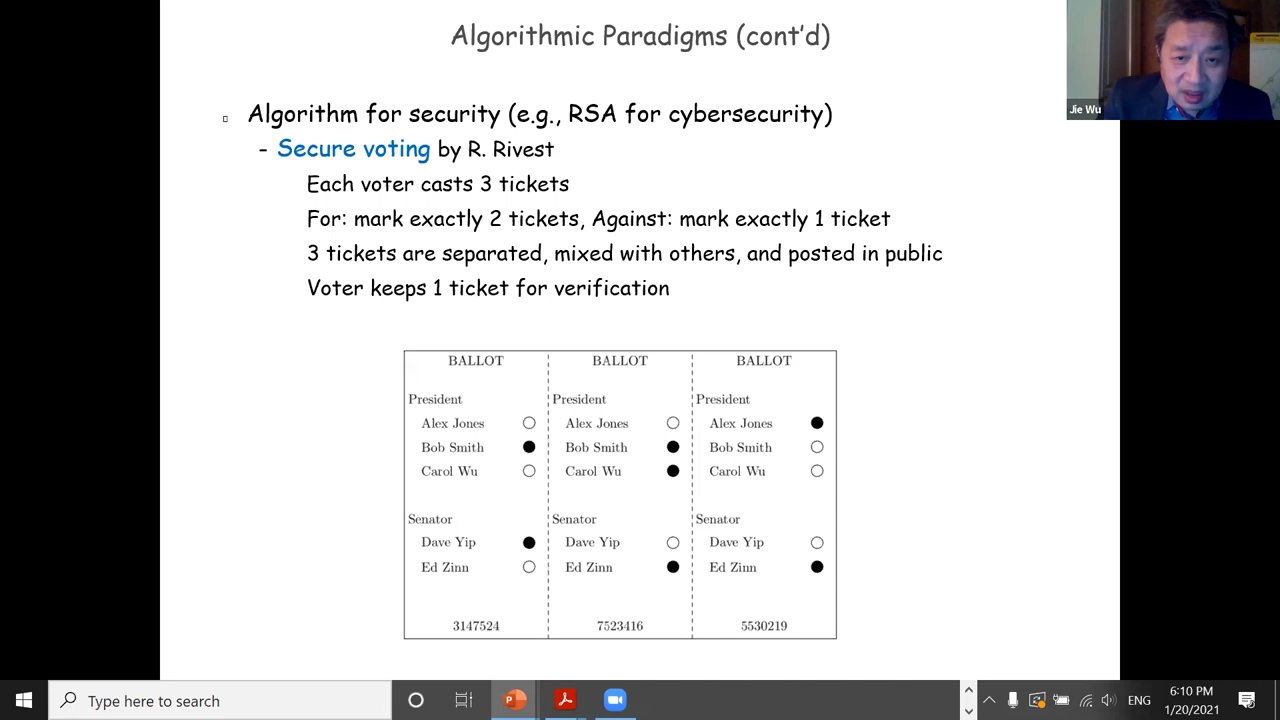 Algorithmic Paradigms (cont'd)
Jie Wu
Algorithm for security (e.g., RSA for cybersecurity)
- Secure voting by R. Rivest
Each voter casts 3 tickets
For: mark exactly 2 tickets, Against: mark exactly 1 ticket
3 tickets are separated, mixed with others, and posted in public
Voter keeps 1 ticket for verification
BALLOT BALLOT BALLOT
President President President
Alex Jones Alex Jones Alex Jones
Bob Smith Bob Smith Bob Smith
Carol Wu Carol Wu Carol Wu
Senator Senator Senator
Dave Yip Dave Yip Dave Yip
Ed Zinn Ed Zinn Ed Zinn
3147524 7523416 5530219
Type here to search
ENG
6:10 PM
1/20/2021